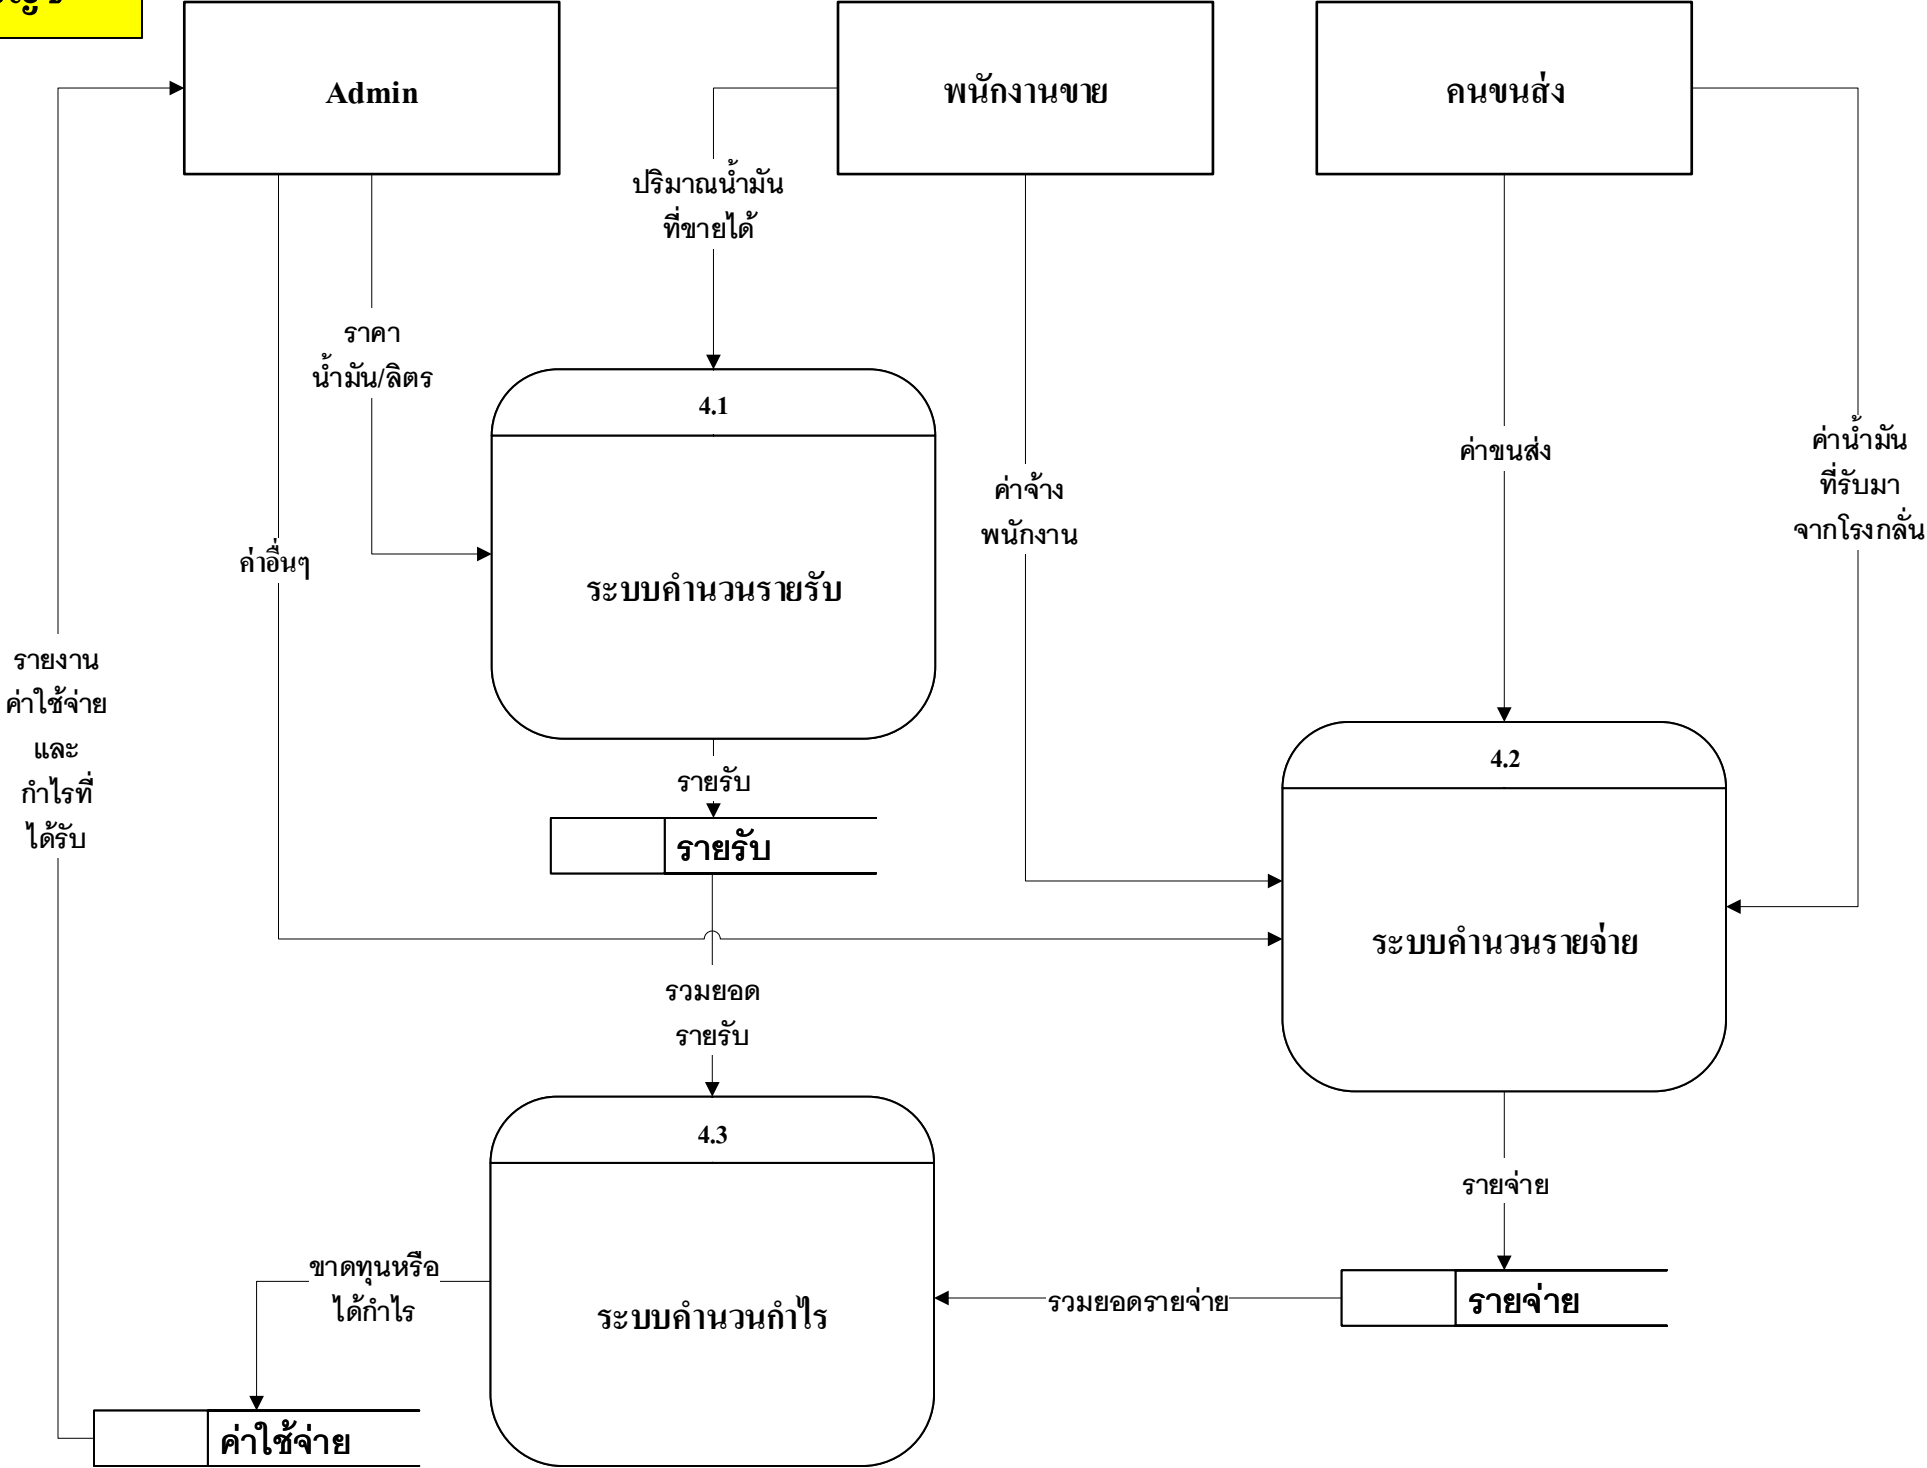 Admin
พนักงานขาย
คนขนส่ง
ปริมาณน้ำมัน
ที่ขายได้
ราคา
น้ำมัน/ลิตร
4.1
ค่าขนส่ง
ค่าน้ำมัน
ที่รับมา
จากโรงกลั่น
ค่าจ้าง
พนักงาน
ค่าอื่นๆ
ระบบคำนวนรายรับ
รายงาน
ค่าใช้จ่าย
และ
กำไรที่
ได้รับ
รายรับ
รายรับ
4.2
ระบบคำนวนรายจ่าย
รวมยอด
รายรับ
4.3
รายจ่าย
ขาดทุนหรือ
ได้กำไร
ระบบคำนวนกำไร
รวมยอดรายจ่าย
รายจ่าย
ค่าใช้จ่าย